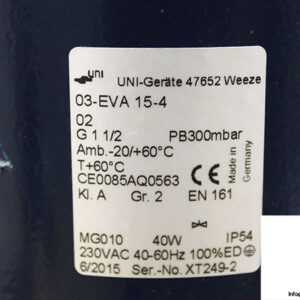 uni
UNI-Geräte 47652 Weeze
03-EVA 15-4
02
G 1 1/2 PB300mbar
Amb.-20/+60°C
T+60°C
CE0085AQ0563
Kl. A Gr. 2 EN 161
Made in
Germany
MG010 40W IP54
230VAC 40-60Hz 100%ED
6/2015 Ser.-No. XT249-2